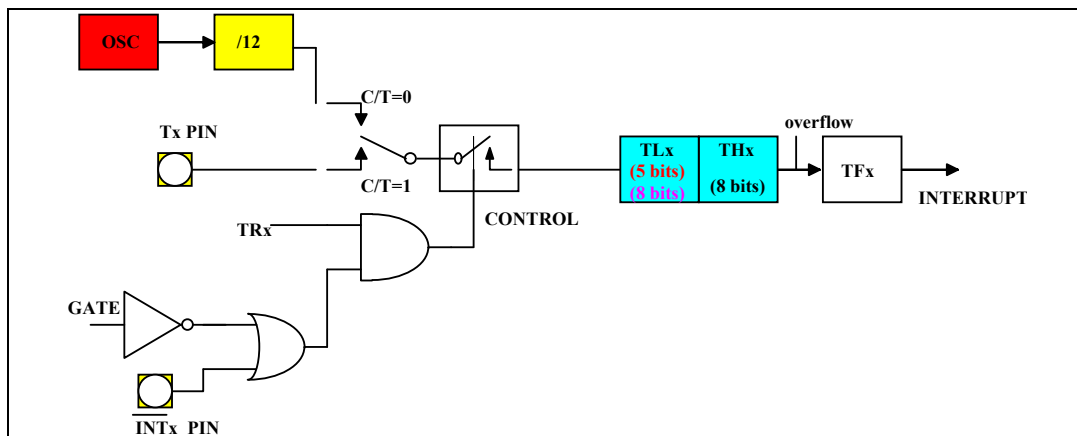 OSC
/12
C/T=0
Tx PIN
C/T=1
TRx
CONTROL
TLx
(5 bits)
(8 bits)
THx
(8 bits)
overflow
TFx
INTERRUPT
GATE
INTx PIN